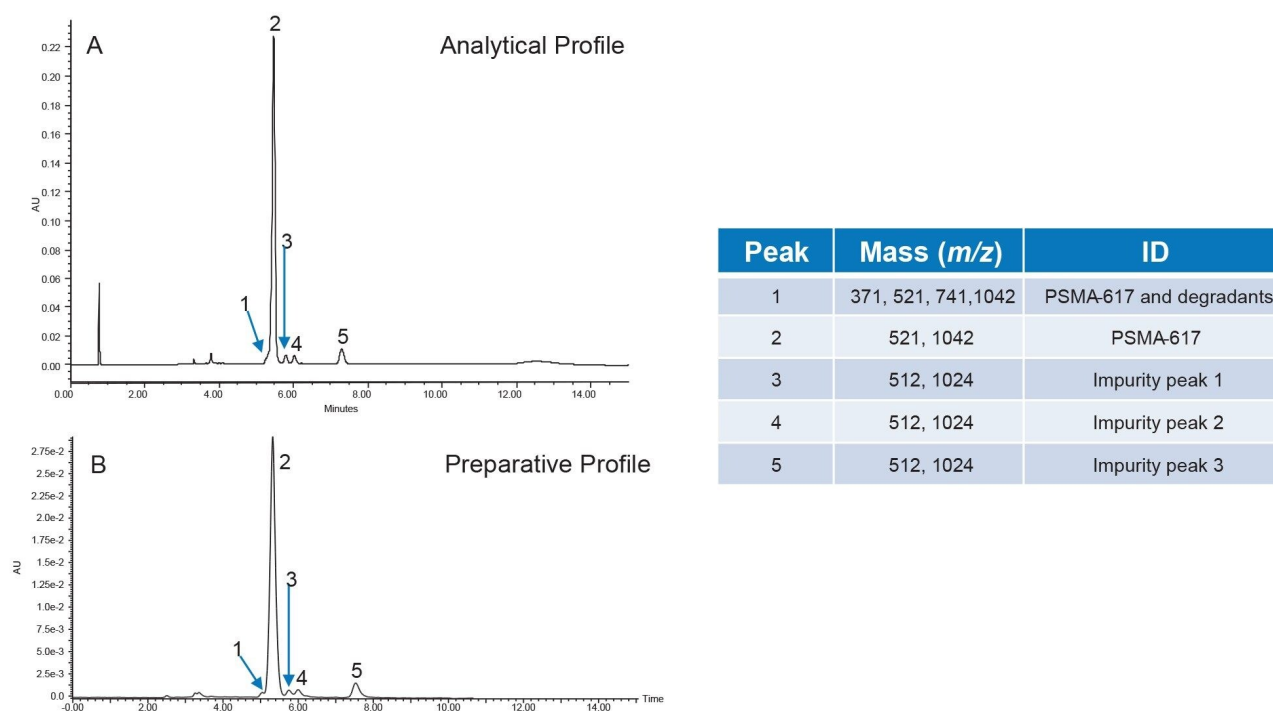 A
Analytical Profile
2
0.22
0.20
0.18
0.16
0.14
0.12
0.10
0.08
0.06
0.04
0.02
0.00
AU
3
1
4
5
0.00 2.00 4.00 6.00 8.00 10.00 12.00 14.00
Minutes
B
Preparative Profile
2
2.75e-2
2.5e-2
2.25e-2
2.0e-2
1.75e-2
1.5e-2
1.25e-2
1.0e-2
7.5e-3
5.0e-3
2.5e-3
0.0
AU
3
1
4
5
Time
-0.00 2.00 4.00 6.00 8.00 10.00 12.00 14.00
Peak Mass (m/z) ID
1 371, 521, 741,1042 PSMA-617 and degradants
2 521, 1042 PSMA-617
3 512, 1024 Impurity peak 1
4 512, 1024 Impurity peak 2
5 512, 1024 Impurity peak 3